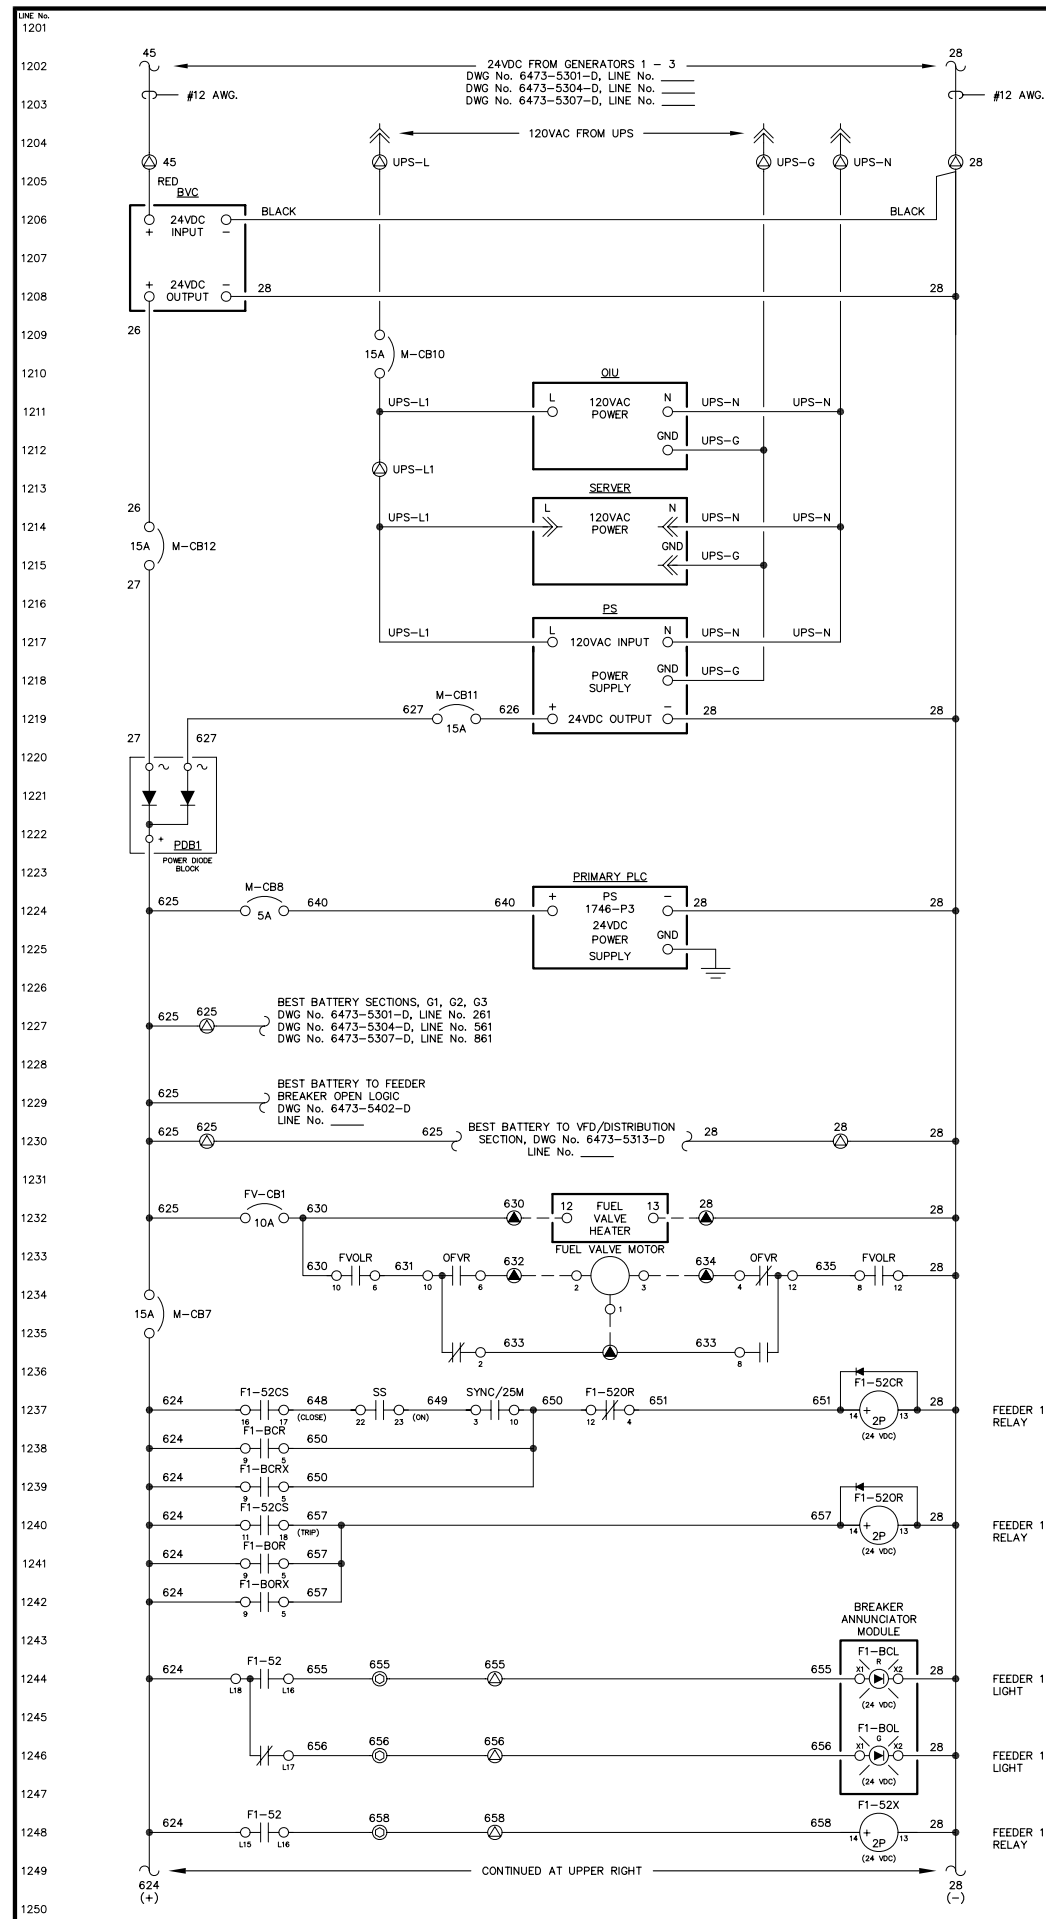 LINE No.
1201
45 28
1202 24VDC FROM GENERATORS 1 - 3
DWG No. 6473-5301-D, LINE No. _____
DWG No. 6473-5304-D, LINE No. _____
#12 AWG. #12 AWG.
1203 DWG No. 6473-5307-D, LINE No. _____
1204 120VAC FROM UPS
45 UPS-L UPS-G UPS-N 28
1205 RED
BVC
BLACK BLACK
1206 24VDC
INPUT
+ -
1207
+ 24VDC -
1208 OUTPUT 28 28
1209 26
15A M-CB10
1210 OIU
UPS-L1 L 120VAC N UPS-N UPS-N
1211 POWER
GND UPS-G
1212
UPS-L1
1213 SERVER
26 L N
1214 UPS-L1 120VAC UPS-N UPS-N
POWER
15A M-CB12 GND
1215 UPS-G
27
1216 PS
UPS-L1 L N UPS-N UPS-N
1217 120VAC INPUT
GND UPS-G
1218 POWER
SUPPLY
M-CB11
627 626 + - 28 28
1219 15A 24VDC OUTPUT
27 627
1220 ~ ~
1221
1222 +
PDB1
POWER DIODE
BLOCK
1223 PRIMARY PLC
M-CB8
625 640 640 + PS - 28 28
1224 5A 1746-P3
24VDC
1225 POWER GND
SUPPLY
1226
BEST BATTERY SECTIONS, G1, G2, G3
625 625 DWG No. 6473-5301-D, LINE No. 261
1227 DWG No. 6473-5304-D, LINE No. 561
DWG No. 6473-5307-D, LINE No. 861
1228
BEST BATTERY TO FEEDER
625 BREAKER OPEN LOGIC
1229 DWG No. 6473-5402-D
LINE No. _____
625 625 625 BEST BATTERY TO VFD/DISTRIBUTION 28 28 28
1230 SECTION, DWG No. 6473-5313-D
LINE No. _____
1231
FV-CB1
625 630 630 12 FUEL 13 28 28
1232 10A VALVE
HEATER
1233 FUEL VALVE MOTOR
630 FVOLR 631 OFVR 632 634 OFVR 635 FVOLR 28
10 6 10 6 2 3 4 12 8 12
1234
15A M-CB7 1
1235 633 633
2 8
1236
F1-52CR
624 F1-52CS 648 SS 649 SYNC/25M 650 F1-52OR 651 651 28 FEEDER 1
1237 16 17 (CLOSE) 22 23 (ON) 3 10 12 4 14 + 2P 13 RELAY
(24 VDC)
F1-BCR
1238 624 650
9 5
F1-BCRX
1239 624 650
9 5
F1-52CS F1-52OR
1240 624 657 657 28 FEEDER 1
11 18 (TRIP) 14 + 2P 13 RELAY
(24 VDC)
F1-BOR
1241 624 657
9 5
F1-BORX
1242 624 657
9 5
BREAKER
ANNUNCIATOR
1243 MODULE
F1-52 F1-BCL
1244 624 655 655 655 X1 R X2 28 FEEDER 1
L18 L16 LIGHT
(24 VDC)
1245
F1-BOL
1246 656 656 656 656 X1 G X2 28 FEEDER 1
L17 LIGHT
(24 VDC)
1247
F1-52 F1-52X
1248 624 658 658 658 28 FEEDER 1
L15 L16 14 + 2P 13 RELAY
(24 VDC)
1249 CONTINUED AT UPPER RIGHT
624 28
(+) (-)
1250